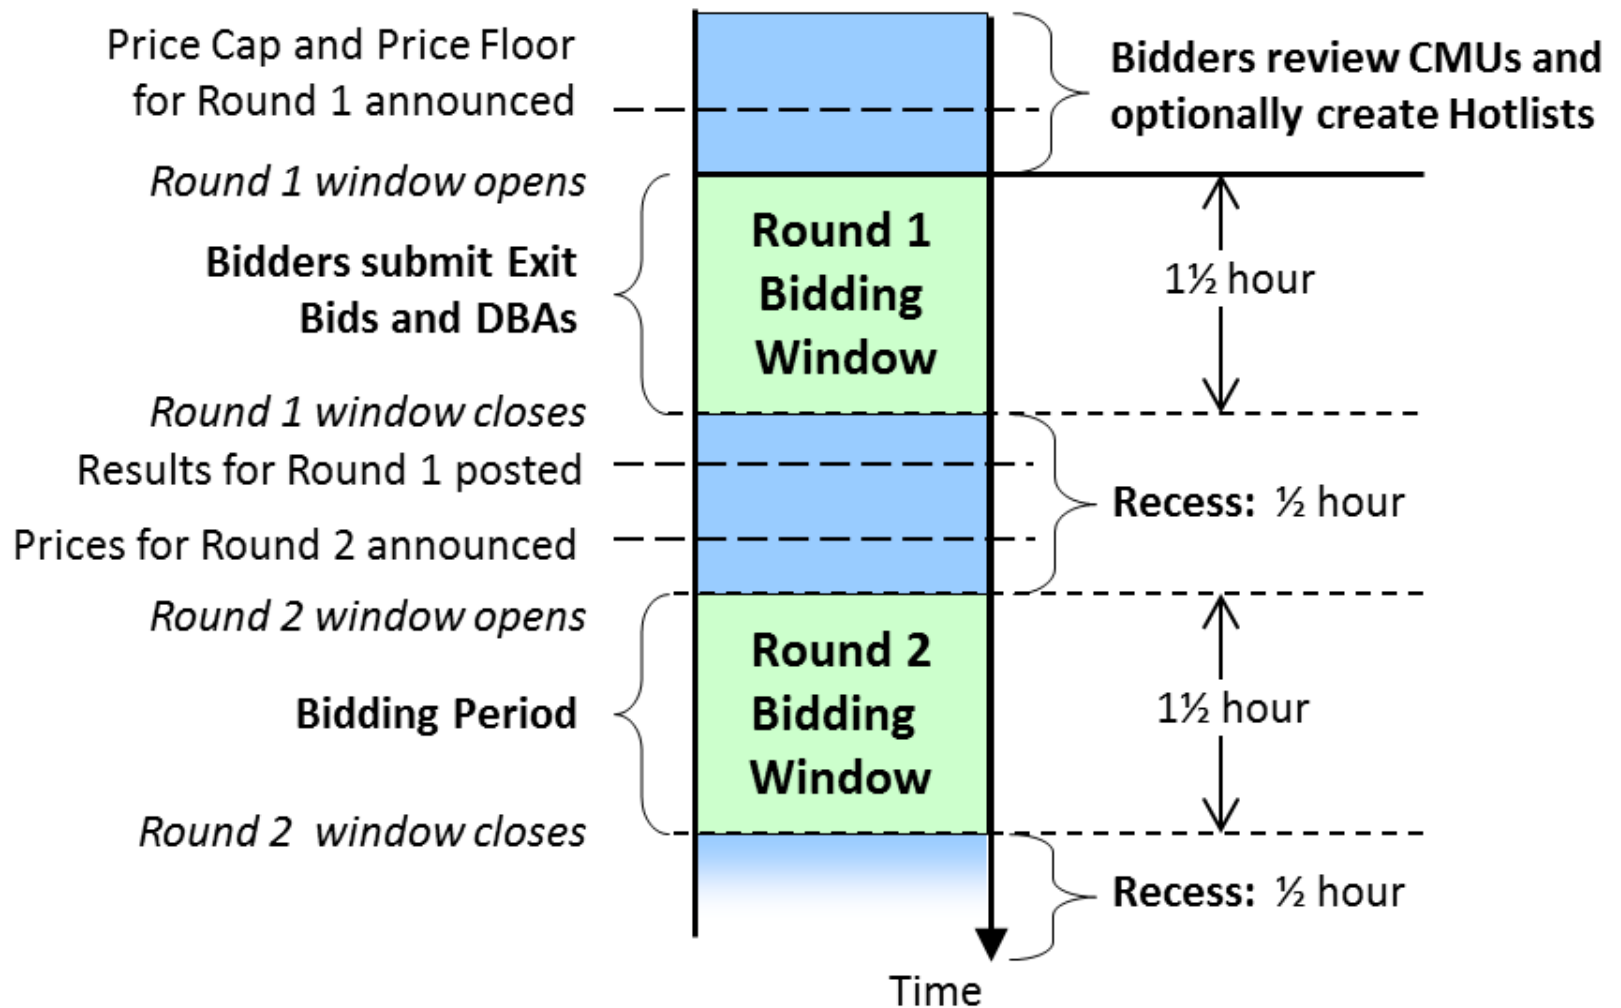 Price Cap and Price Floor
for Round 1 announced
Bidders review CMUs and
optionally create Hotlists
Round 1 window opens
Round 1
Bidding
Window
Bidders submit Exit
Bids and DBAs
1½ hour
Round 1 window closes
Results for Round 1 posted
Recess: ½ hour
Prices for Round 2 announced
Round 2 window opens
Round 2
Bidding
Window
Bidding Period
1½ hour
Round 2 window closes
Recess: ½ hour
Time